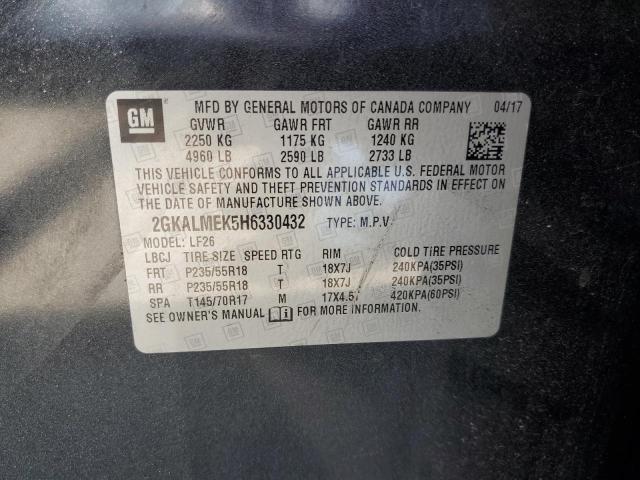 GM MFD BY GENERAL MOTORS OF CANADA COMPANY 04/17
GVWR GAWR FRT GAWR RR
2250 KG 1175 KG 1240 KG
4960 LB 2590 LB 2733 LB
THIS VEHICLE CONFORMS TO ALL APPLICABLE U.S. FEDERAL MOTOR
VEHICLE SAFETY AND THEFT PREVENTION STANDARDS IN EFFECT ON
THE DATE OF MANUFACTURE SHOWN ABOVE.
2GKALMEK5H6330432 TYPE: M.P.V.
MODEL: LF26
LBCJ TIRE SIZE SPEED RTG RIM COLD TIRE PRESSURE
FRT P235/55R18 T 18X7J 240KPA(35PSI)
RR P235/55R18 T 18X7J 240KPA(35PSI)
SPA T145/70R17 M 17X4.5T 420KPA(60PSI)
SEE OWNER'S MANUAL FOR MORE INFORMATION